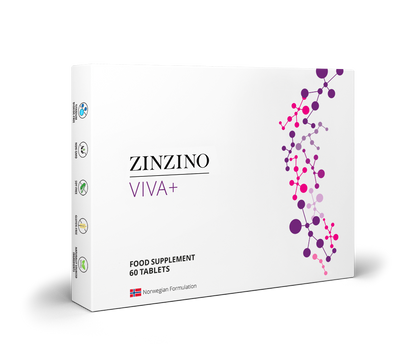 ZINZINO
VIVA+
FOOD SUPPLEMENT
60 TABLETS
Norwegian Formulation